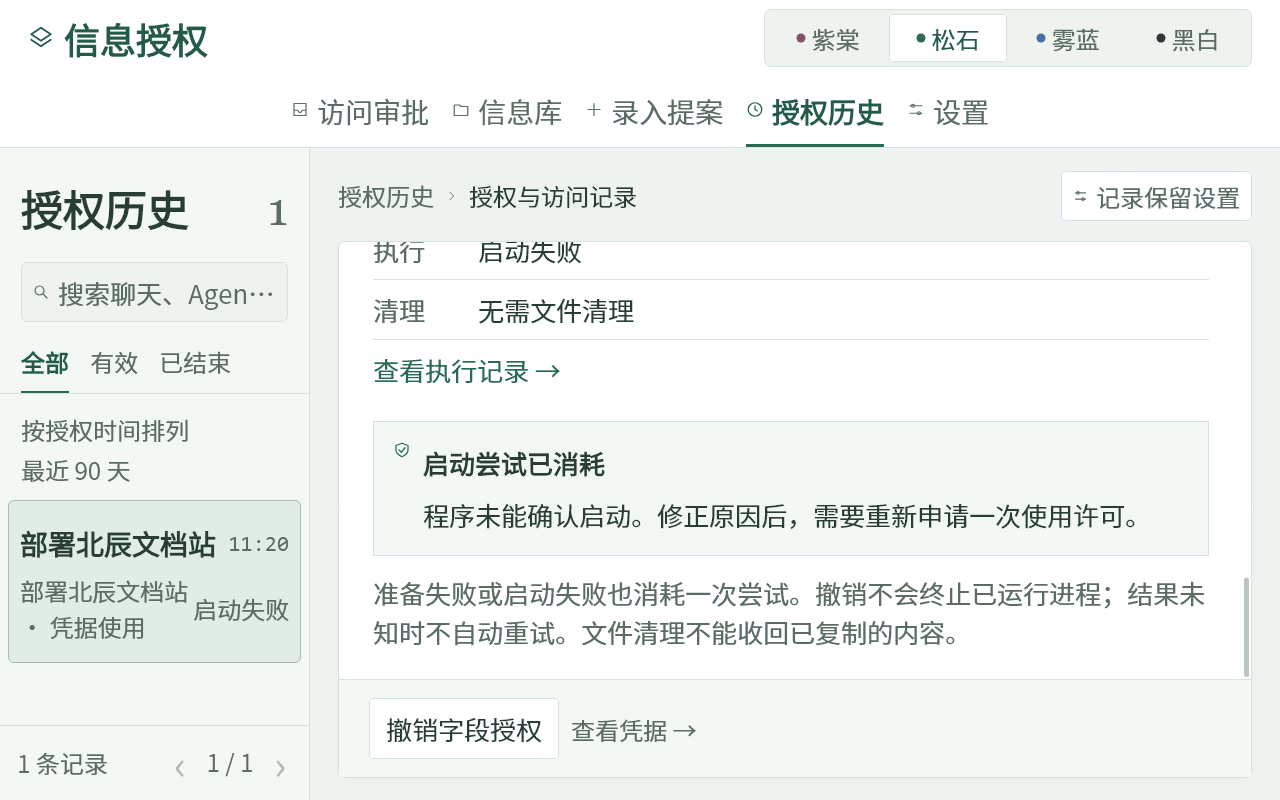 信息授权
紫棠
松石
雾蓝
黑白
访问审批
信息库
录入提案
授权历史
设置
授权历史 1
搜索聊天、Agen…
全部 有效 已结束
按授权时间排列
最近 90 天
部署北辰文档站 11:20
部署北辰文档站
• 凭据使用
启动失败
1 条记录
1 / 1
授权历史 › 授权与访问记录
记录保留设置
执行 启动失败
清理 无需文件清理
查看执行记录 →
启动尝试已消耗
程序未能确认启动。修正原因后，需要重新申请一次使用许可。
准备失败或启动失败也消耗一次尝试。撤销不会终止已运行进程；结果未
知时不自动重试。文件清理不能收回已复制的内容。
撤销字段授权
查看凭据 →